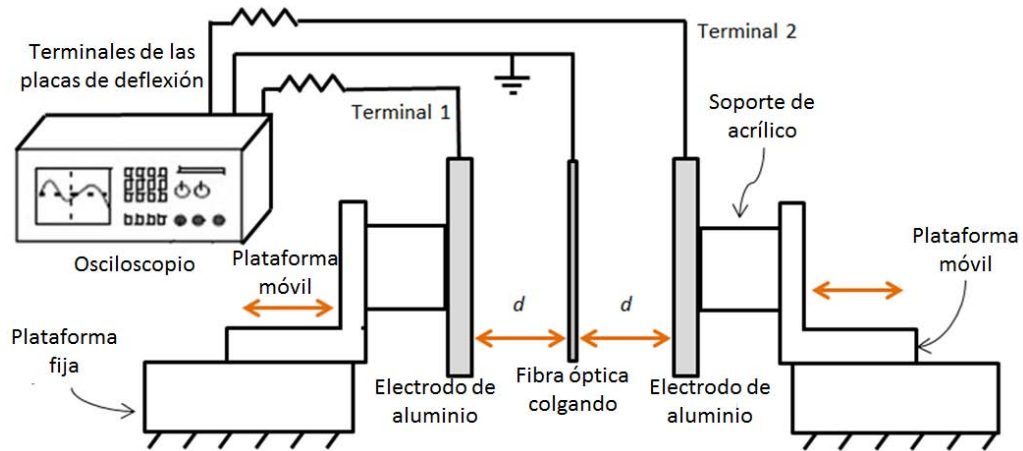 Terminales de las
placas de deflexión
Terminal 2
Terminal 1
Soporte de
acrílico
Osciloscopio
Plataforma
móvil
Plataforma
móvil
d
d
Plataforma
fija
Electrodo de
aluminio
Fibra óptica
colgando
Electrodo de
aluminio